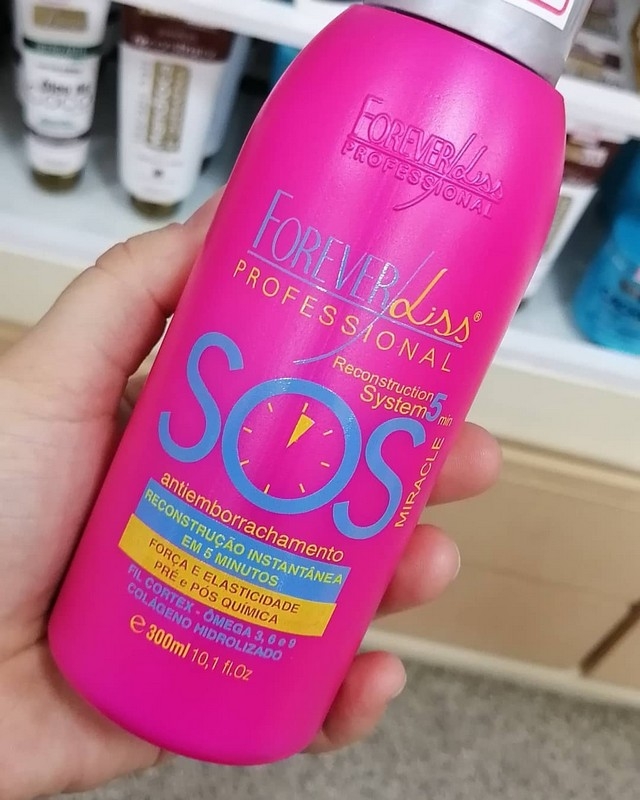 FOREVER Liss
PROFESSIONAL
FOREVER Liss®
PROFESSIONAL
Reconstruction
System 5 min
SOS
MIRACLE
antiemborrachamento
RECONSTRUÇÃO INSTANTÂNEA
EM 5 MINUTOS
FORÇA E ELASTICIDADE
PRÉ e PÓS QUÍMICA
FIL CORTEX - ÔMEGA 3, 6 e 9
COLÁGENO HIDROLIZADO
e 300ml 10,1 fl.Oz